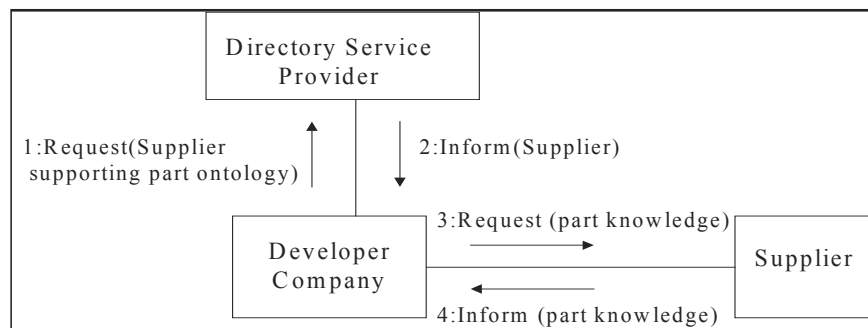 Directory Service
Provider
1:Request(Supplier
supporting part ontology)
2:Inform(Supplier)
3:Request (part knowledge)
Developer
Company
Supplier
4:Inform (part knowledge)